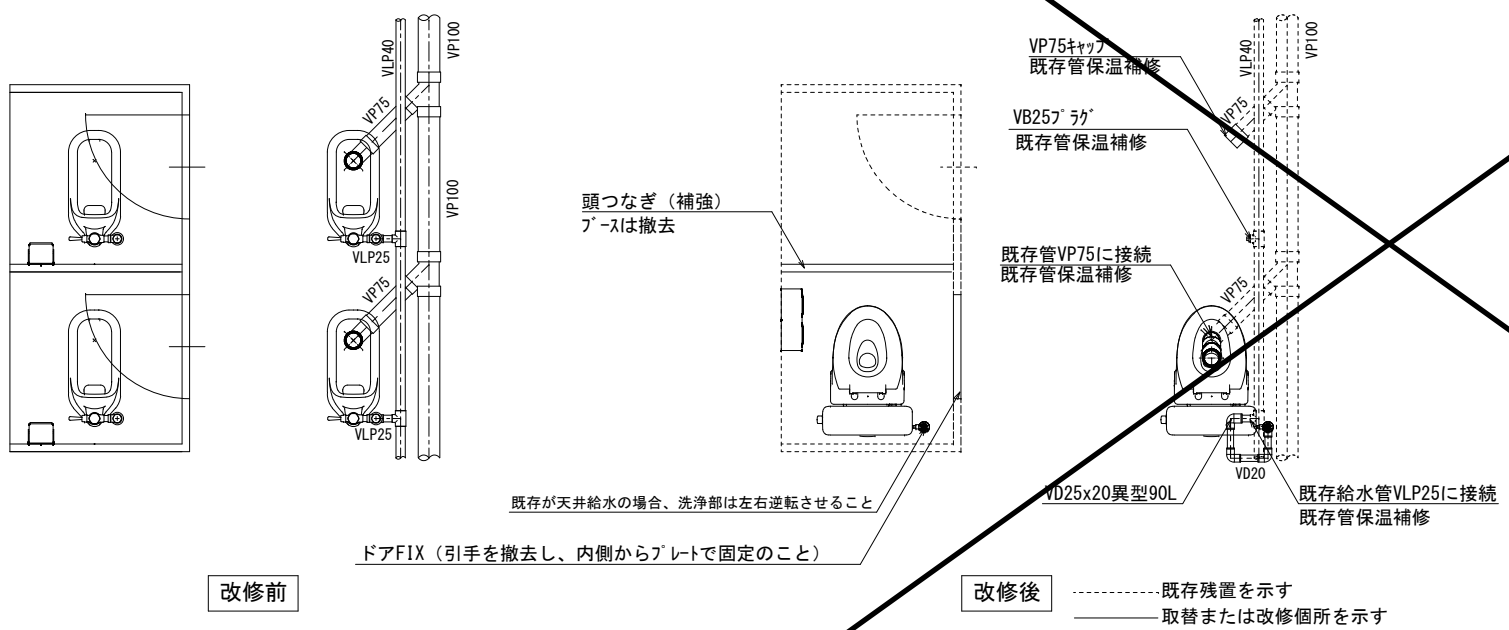 VLP40
VP100
VP75
VLP25
VP100
VP75
VLP25
改修前
頭つなぎ（補強）
ブースは撤去
既存が天井給水の場合、洗浄部は左右逆転させること
ドアFIX（引手を撤去し、内側からプレートで固定のこと）
VP75キャップ
既存管保温補修
VLP40
VP100
VP75
VB25プラグ
既存管保温補修
既存管VP75に接続
既存管保温補修
VP75
VD20
VD25x20異型90L
既存給水管VLP25に接続
既存管保温補修
改修後
既存残置を示す
取替または改修個所を示す